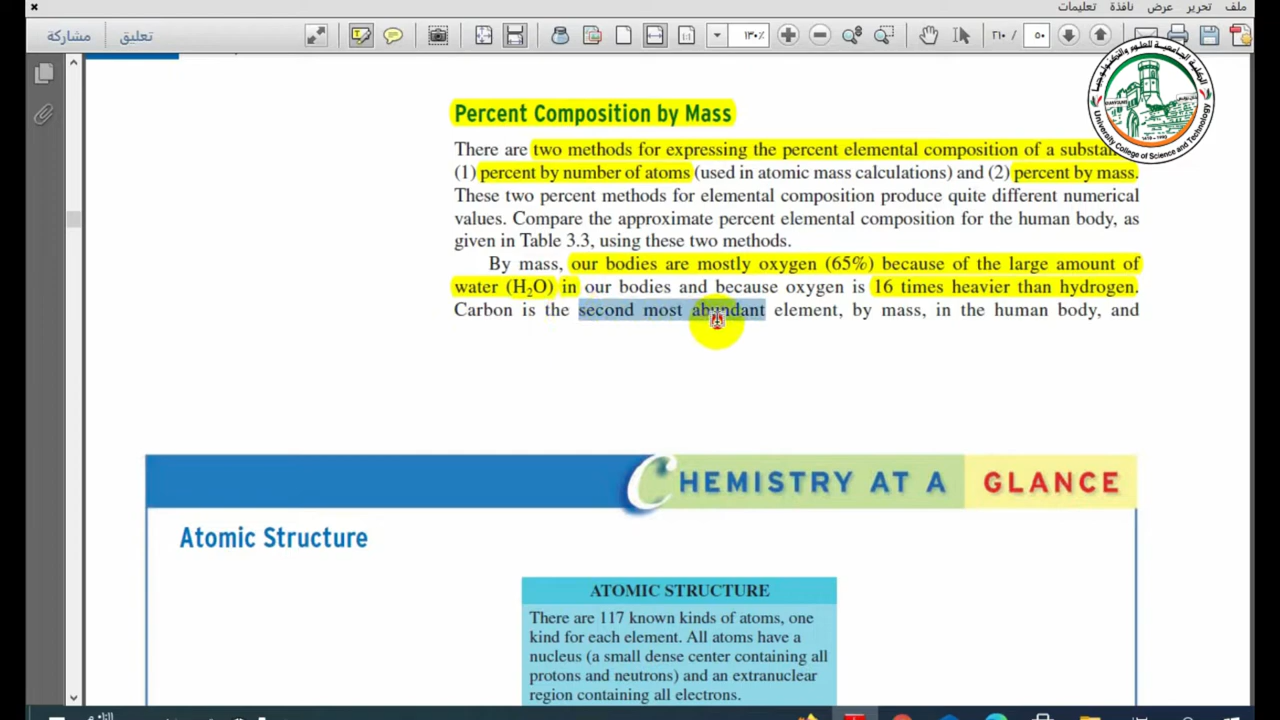 ملف تحرير عرض نافذة تعليمات
مشاركة تعليق ١٣٠٪ ٢١٠ / ٥٠
الكلية الجامعية للعلوم والتكنولوجيا
University College of Science and Technology
Percent Composition by Mass
There are two methods for expressing the percent elemental composition of a
(1) percent by number of atoms (used in atomic mass calculations) and (2) percent by mass.
These two percent methods for elemental composition produce quite different numerical
values. Compare the approximate percent elemental composition for the human body, as
given in Table 3.3, using these two methods.
By mass, our bodies are mostly oxygen (65%) because of the large amount of
water (H₂O) in our bodies and because oxygen is 16 times heavier than hydrogen.
Carbon is the second most abundant element, by mass, in the human body, and
CHEMISTRY AT A GLANCE
Atomic Structure
ATOMIC STRUCTURE
There are 117 known kinds of atoms, one
kind for each element. All atoms have a
nucleus (a small dense center containing all
protons and neutrons) and an extranuclear
region containing all electrons.